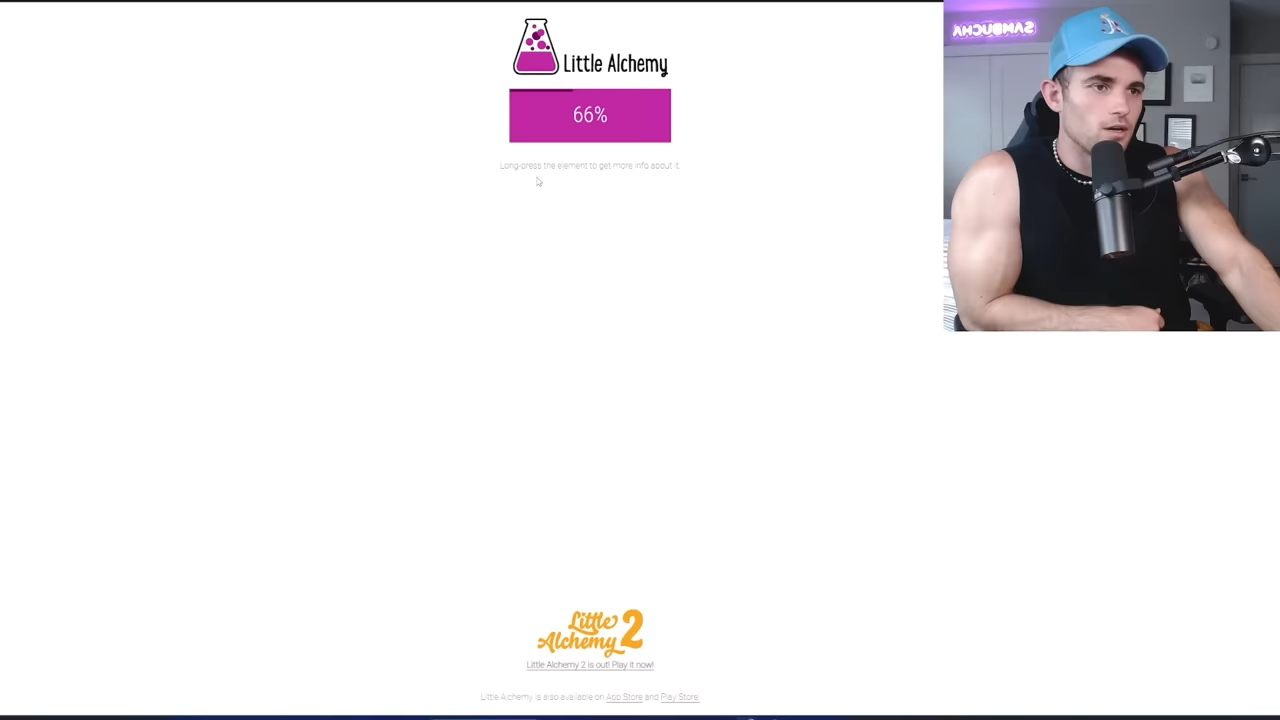 Little Alchemy
66%
Long-press the element to get more info about it.
SAMBUCHA
Little
Alchemy 2
Little Alchemy 2 is out! Play it now!
Little Alchemy is also available on App Store and Play Store!